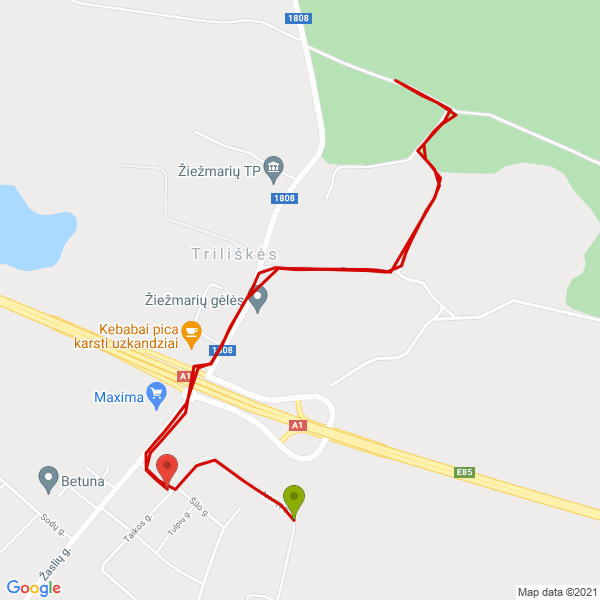 1808
Žiežmarių TP
1808
Triliškės
Žiežmarių gėlės
Kebabai pica
karsti uzkandziai
1808
A1
Maxima
A1
E85
Betuna
Sodų g.
Taikos g.
Tulpių g.
Šilo g.
Žaslių g.
Google
Map data ©2021